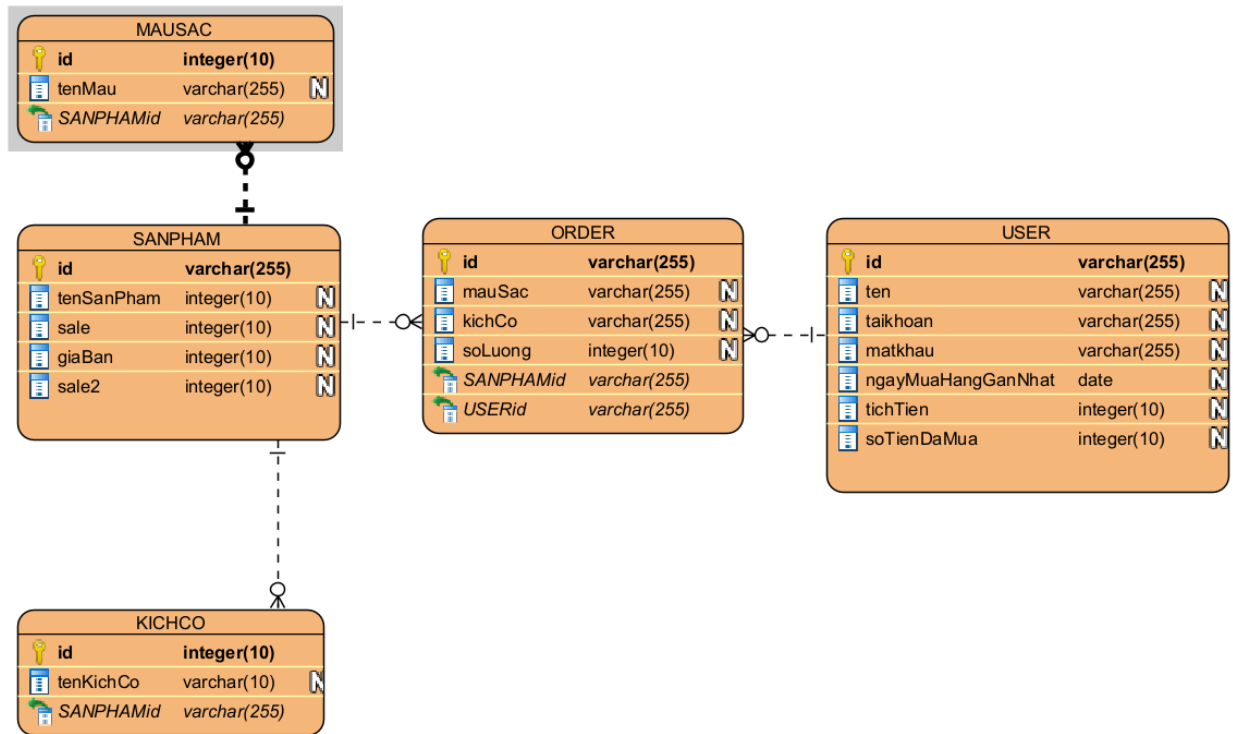 MAUSAC
id integer(10)
tenMau varchar(255) N
SANPHAMid varchar(255)
SANPHAM
id varchar(255)
tenSanPham integer(10) N
sale integer(10) N
giaBan integer(10) N
sale2 integer(10) N
ORDER
id varchar(255)
mauSac varchar(255) N
kichCo varchar(255) N
soLuong integer(10) N
SANPHAMid varchar(255)
USERid varchar(255)
USER
id varchar(255)
ten varchar(255) N
taikhoan varchar(255) N
matkhau varchar(255) N
ngayMuaHangGanNhat date N
tichTien integer(10) N
soTienDaMua integer(10) N
KICHCO
id integer(10)
tenKichCo varchar(10) N
SANPHAMid varchar(255)